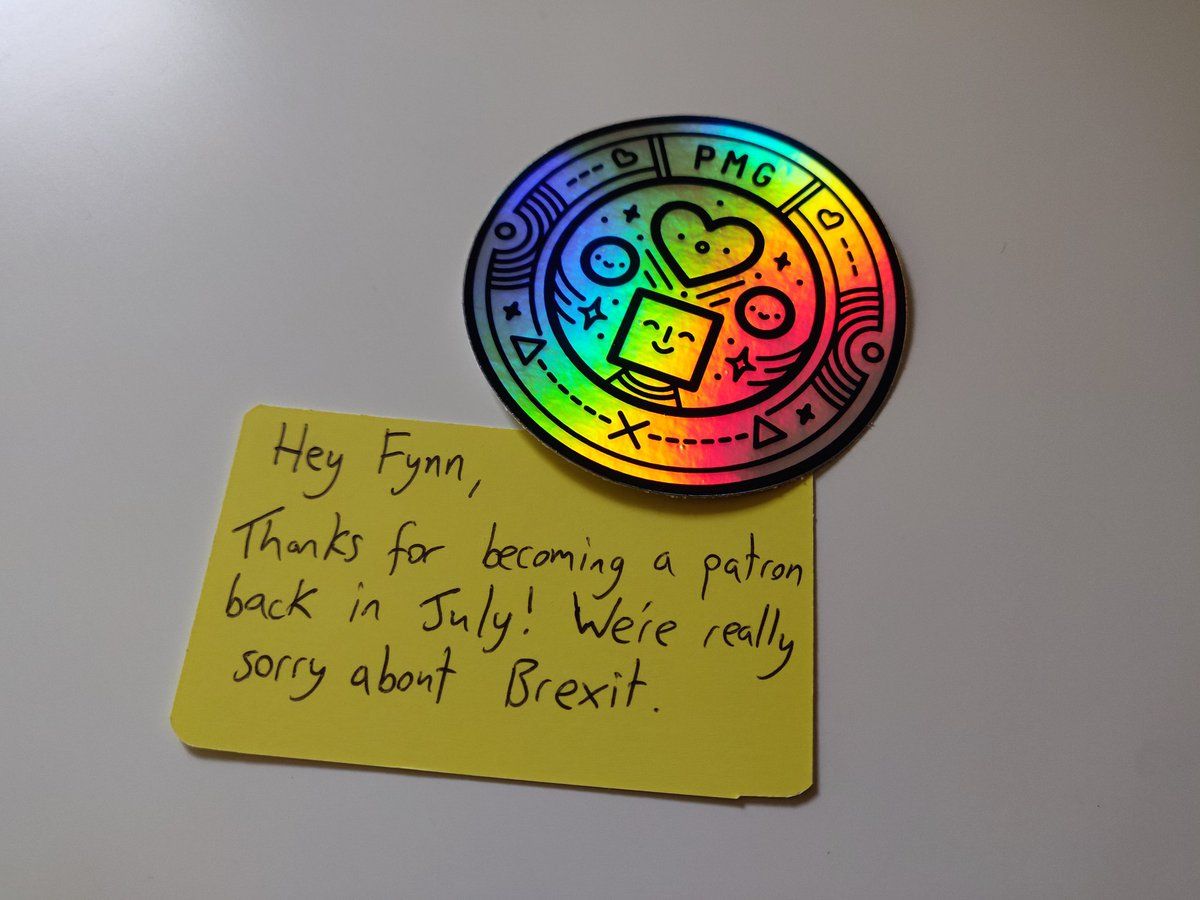 PMG
Hey Fynn,
Thanks for becoming a patron
back in July! We're really
sorry about Brexit.